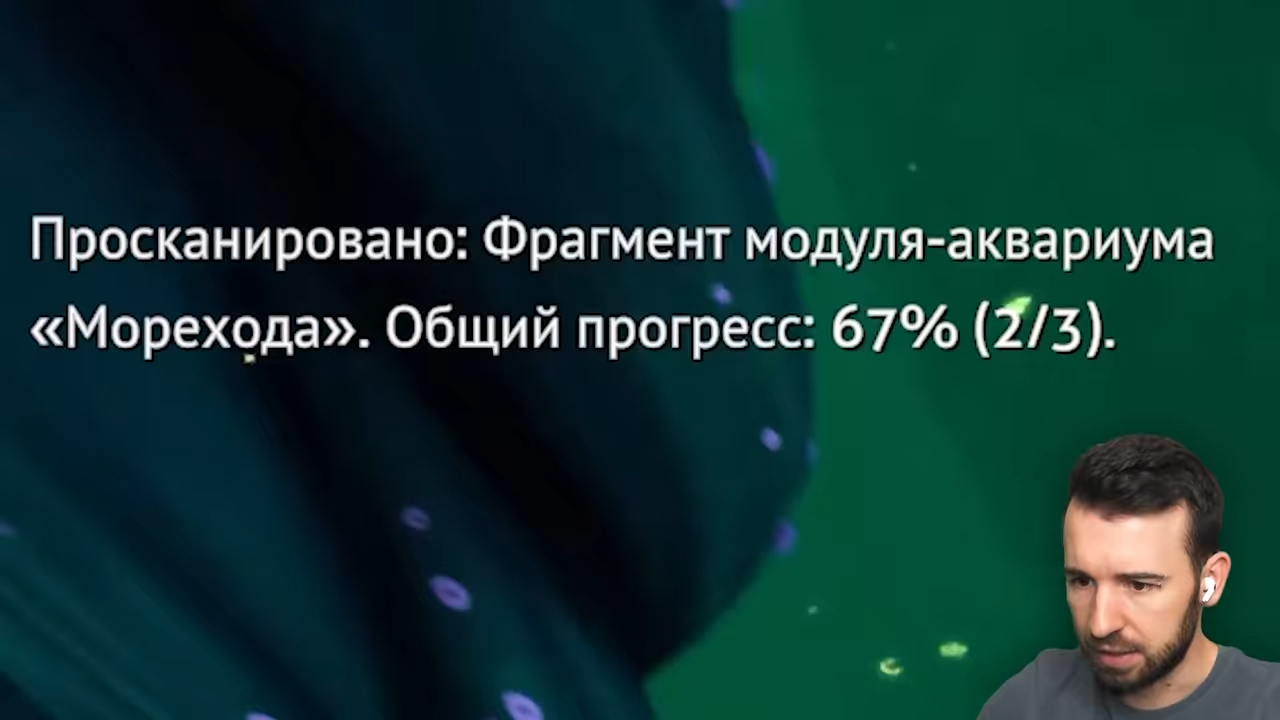 Просканировано: Фрагмент модуля-аквариума
«Морехода». Общий прогресс: 67% (2/3).